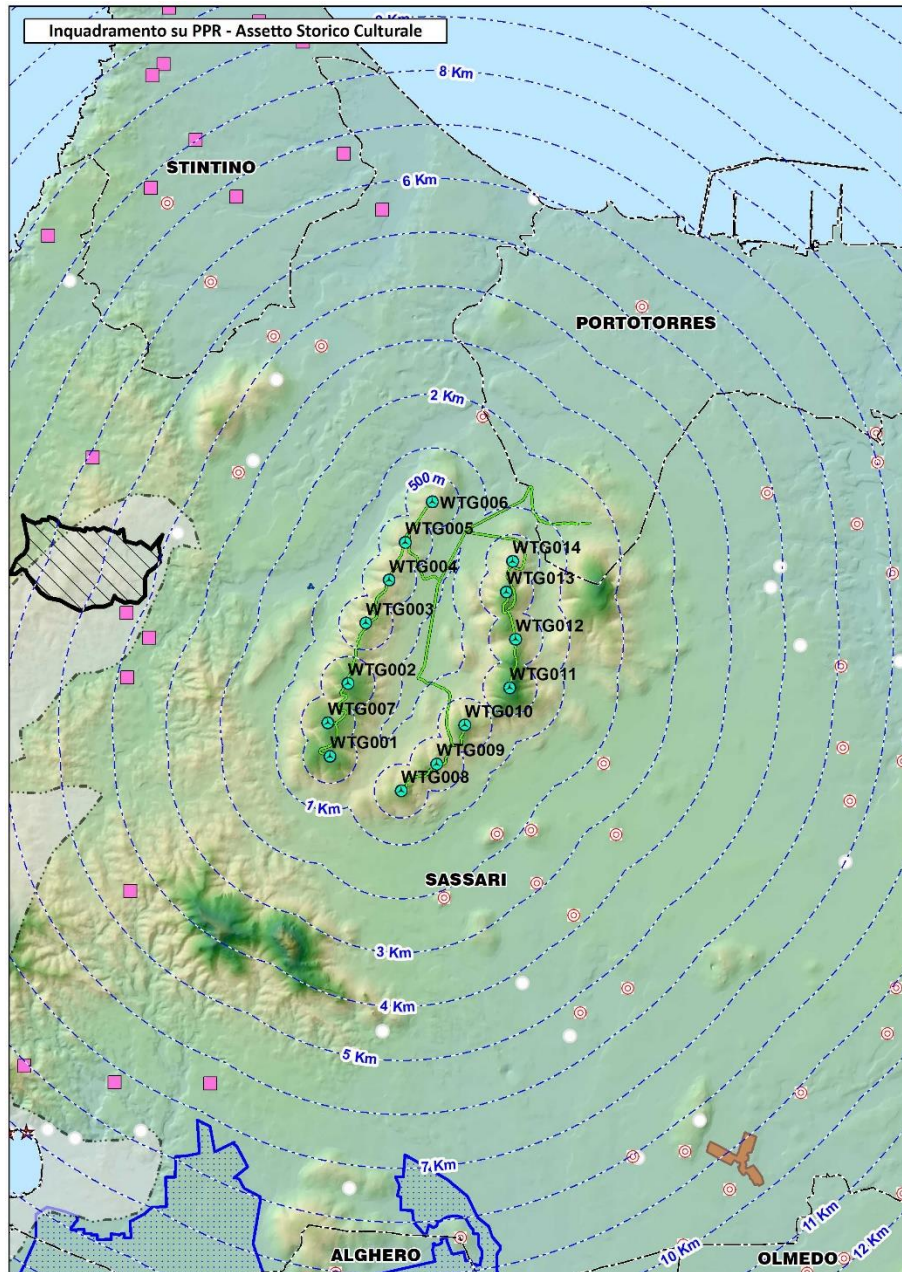 Inquadramento su PPR - Assetto Storico Culturale
8 Km
STINTINO
6 Km
PORTOTORRES
2 Km
500 m
WTG006
WTG005
WTG014
WTG004
WTG013
WTG003
WTG012
WTG002
WTG011
WTG007
WTG010
WTG001
WTG009
WTG008
1 Km
SASSARI
3 Km
4 Km
5 Km
7 Km
11 Km
10 Km
12 Km
ALGHERO
OLMEDO